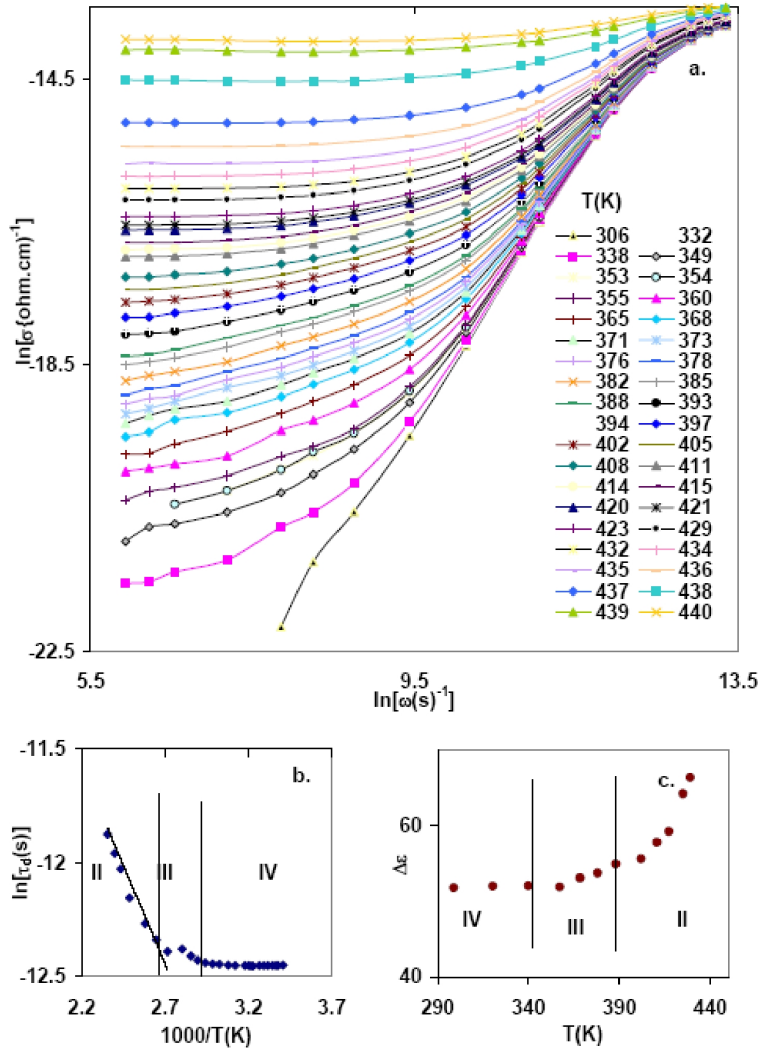 a.
-14.5
-18.5
-22.5
ln[σ{ohm.cm)-1]
5.5 9.5 13.5
ln[ω(s)-1]
T(K)
306 332
338 349
353 354
355 360
365 368
371 373
376 378
382 385
388 393
394 397
402 405
408 411
414 415
420 421
423 429
432 434
435 436
437 438
439 440
-11.5
-12
-12.5
ln[τd(s)]
b.
II III IV
2.2 2.7 3.2 3.7
1000/T(K)
c.
60
40
Δε
IV III II
290 340 390 440
T(K)